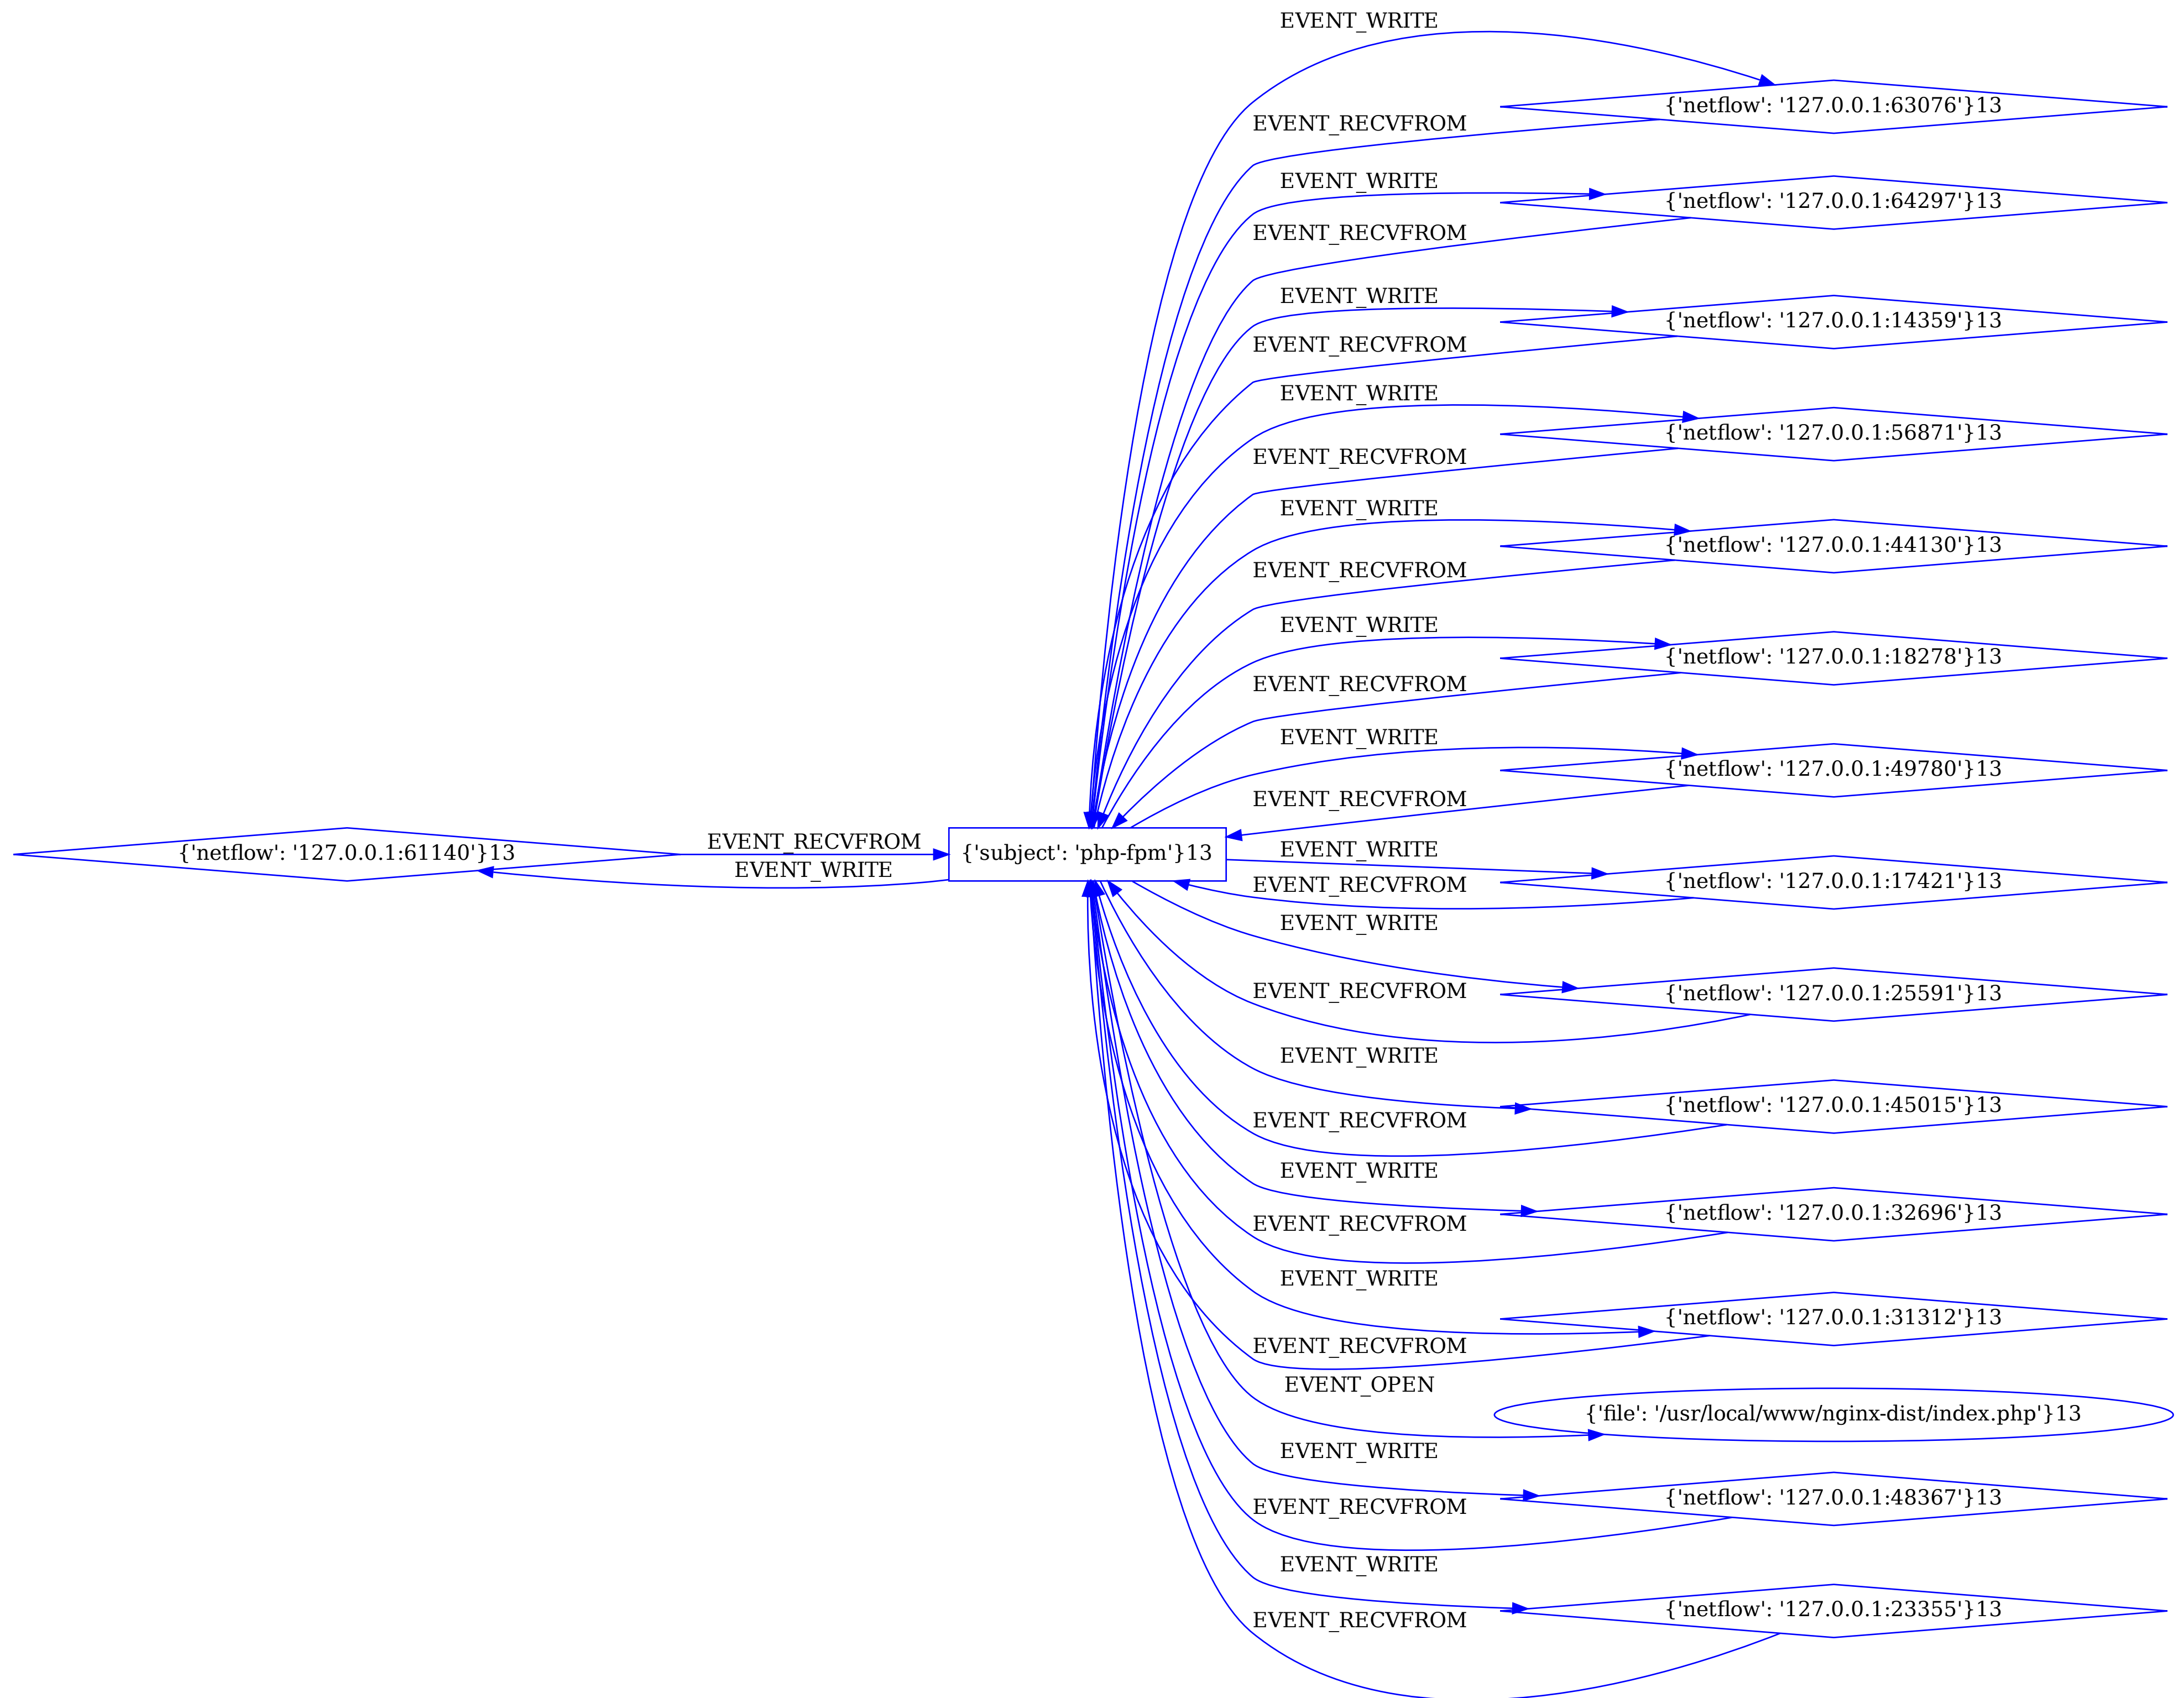 EVENT_WRITE
{'netflow': '127.0.0.1:63076'}13
EVENT_RECVFROM
EVENT_WRITE
{'netflow': '127.0.0.1:64297'}13
EVENT_RECVFROM
EVENT_WRITE
{'netflow': '127.0.0.1:14359'}13
EVENT_RECVFROM
EVENT_WRITE
{'netflow': '127.0.0.1:56871'}13
EVENT_RECVFROM
EVENT_WRITE
{'netflow': '127.0.0.1:44130'}13
EVENT_RECVFROM
EVENT_WRITE
{'netflow': '127.0.0.1:18278'}13
EVENT_RECVFROM
EVENT_WRITE
{'netflow': '127.0.0.1:49780'}13
EVENT_RECVFROM
{'netflow': '127.0.0.1:61140'}13
EVENT_RECVFROM
EVENT_WRITE
{'subject': 'php-fpm'}13
EVENT_WRITE
{'netflow': '127.0.0.1:17421'}13
EVENT_RECVFROM
EVENT_WRITE
{'netflow': '127.0.0.1:25591'}13
EVENT_RECVFROM
EVENT_WRITE
{'netflow': '127.0.0.1:45015'}13
EVENT_RECVFROM
EVENT_WRITE
{'netflow': '127.0.0.1:32696'}13
EVENT_RECVFROM
EVENT_WRITE
{'netflow': '127.0.0.1:31312'}13
EVENT_RECVFROM
EVENT_OPEN
{'file': '/usr/local/www/nginx-dist/index.php'}13
EVENT_WRITE
{'netflow': '127.0.0.1:48367'}13
EVENT_RECVFROM
EVENT_WRITE
{'netflow': '127.0.0.1:23355'}13
EVENT_RECVFROM